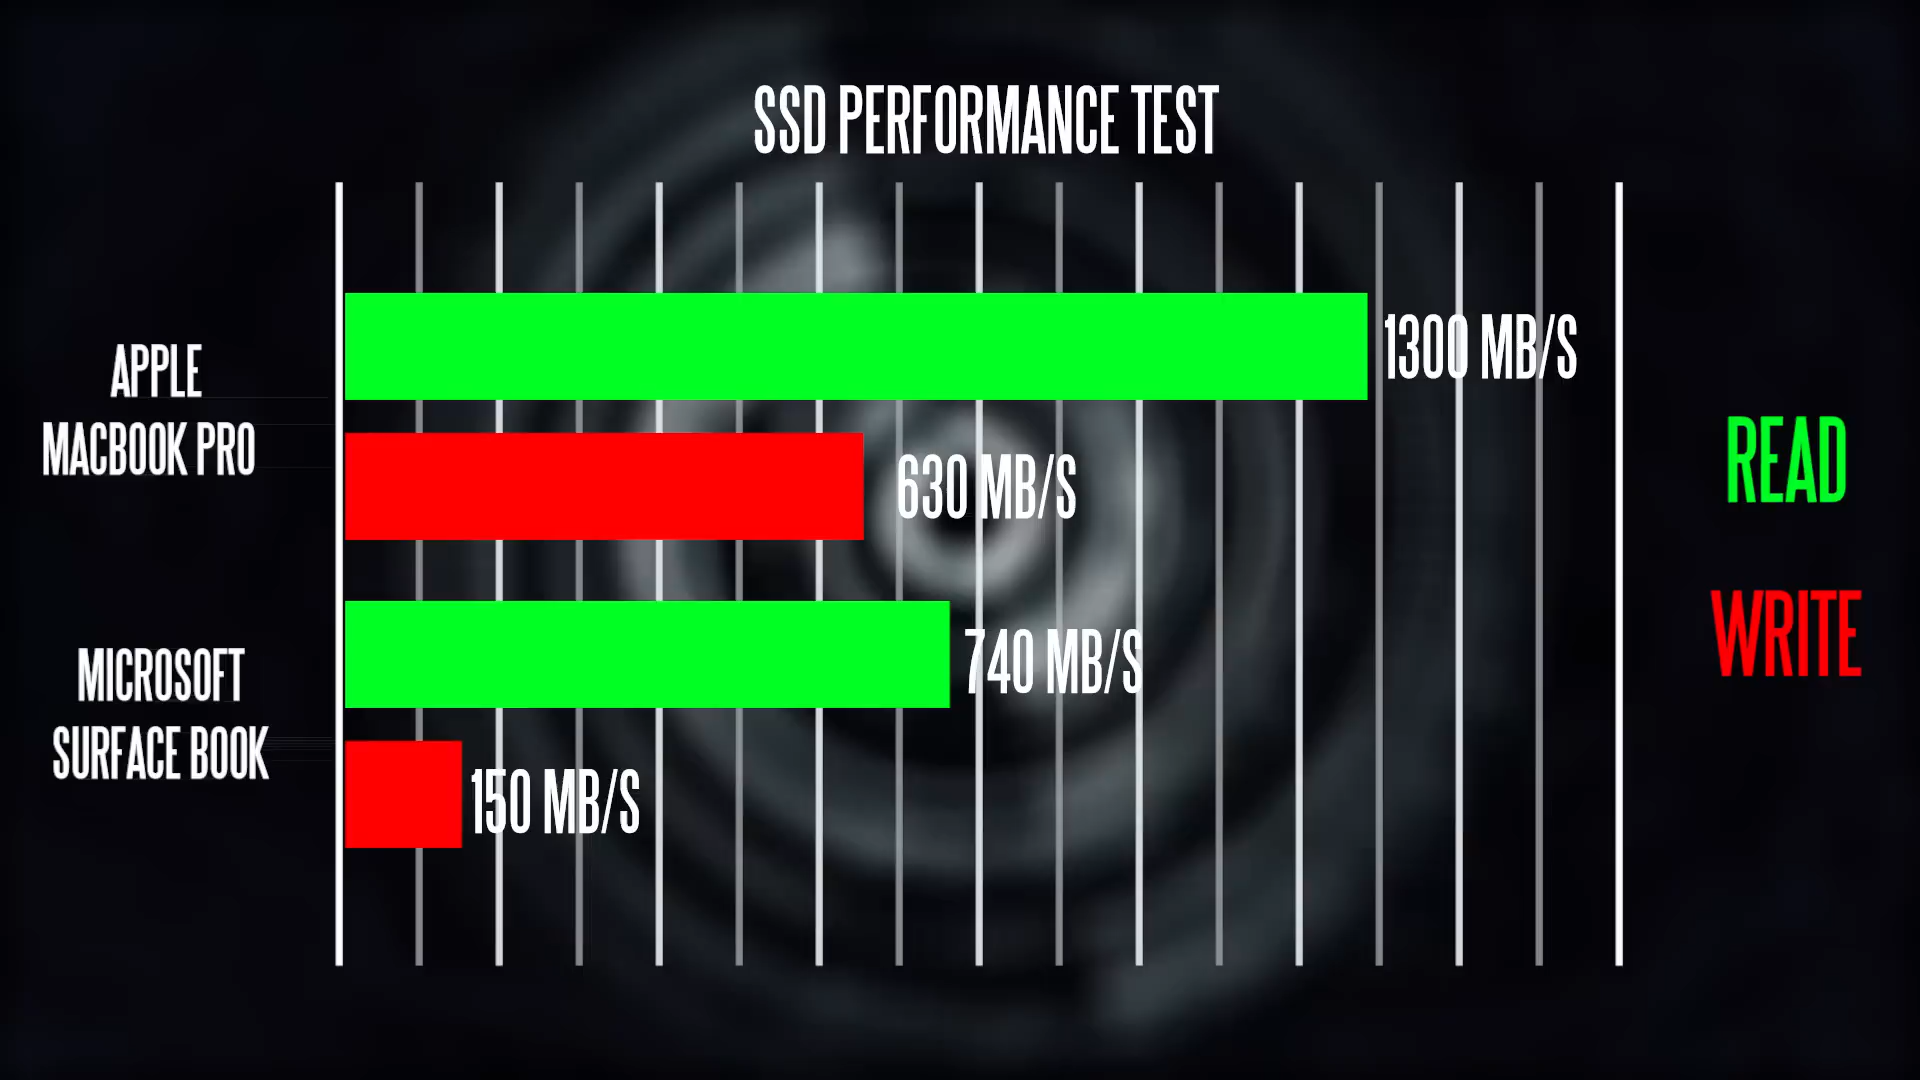 SSD PERFORMANCE TEST
APPLE
MACBOOK PRO
1300 MB/S
630 MB/S
MICROSOFT
SURFACE BOOK
740 MB/S
150 MB/S
READ
WRITE